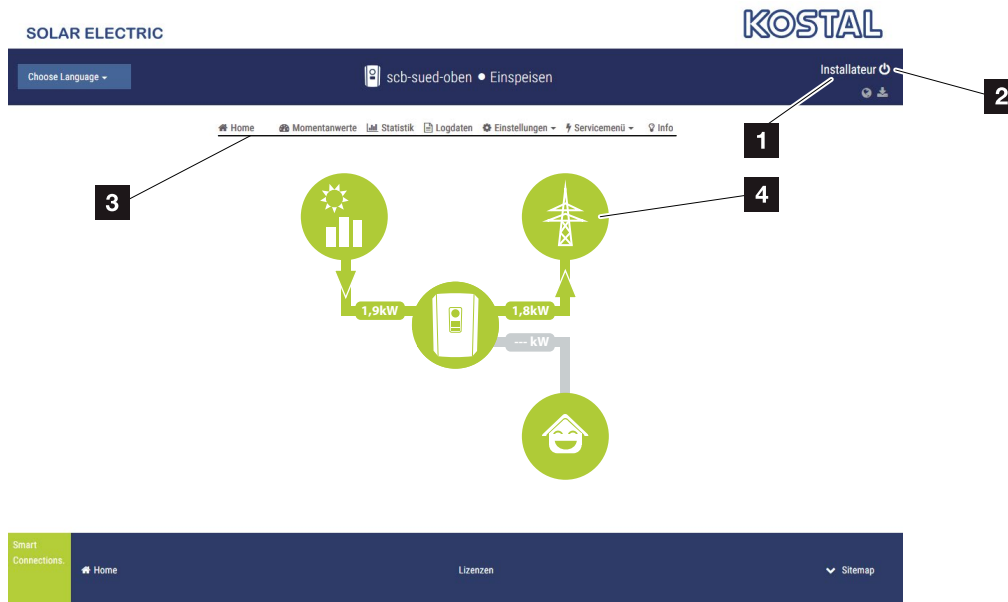 SOLAR ELECTRIC
KOSTAL
Choose Language
scb-sued-oben ● Einspeisen
Installateur
2
Home Momentanwerte Statistik Logdaten Einstellungen Servicemenü Info
1
3
4
1,9kW
1,8kW
--- kW
Smart
Connections.
Home
Lizenzen
Sitemap